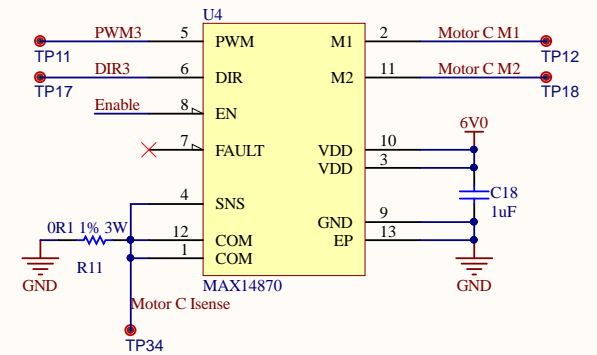 U4
PWM3 5 PWM M1 2 Motor C M1
TP11 TP12
DIR3 6 DIR M2 11 Motor C M2
TP17 TP18
Enable 8 EN
6V0
7 FAULT VDD 10
VDD 3
4 SNS C18
1uF
0R1 1% 3W 12 COM GND 9
1 COM EP 13
R11
GND MAX14870 GND
Motor C Isense
TP34